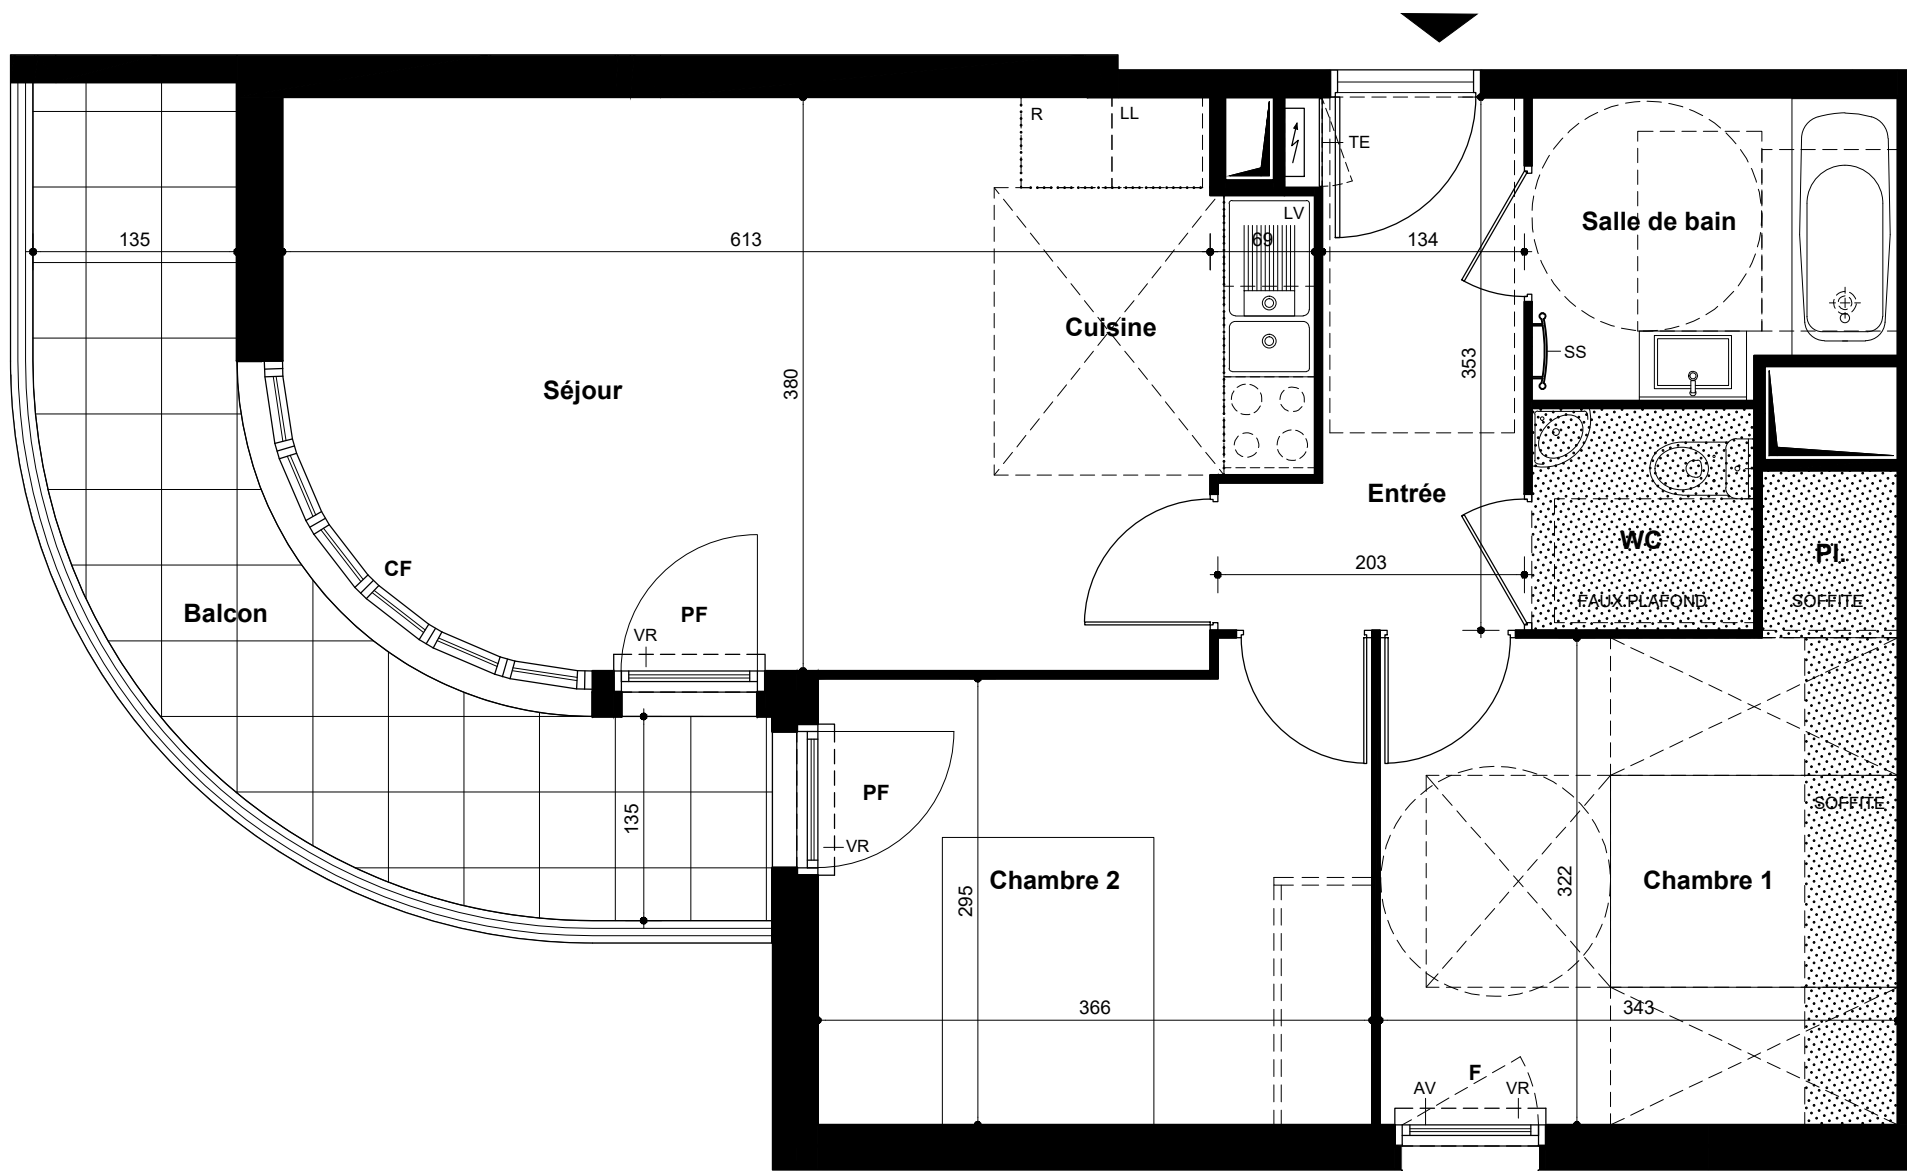 R
LL
TE
LV
135
613
69
134
Salle de bain
Cuisine
353
SS
380
Séjour
Entrée
WC
Pl.
CF
203
Balcon
PF
FAUX PLAFOND
SOFFITE
VR
PF
135
VR
SOFFITE
Chambre 2
295
322
Chambre 1
366
343
F
AV
VR